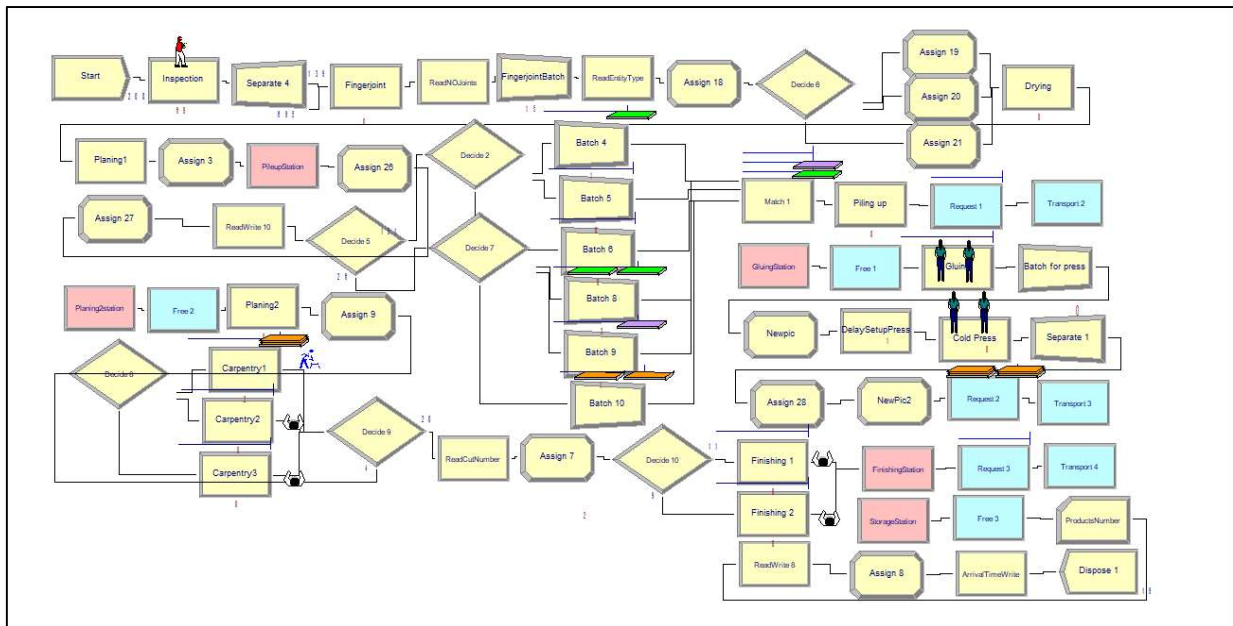 Start
Inspection
Separate 4
Fingerjoint
ReadNOJoints
FingerjointBatch
ReadEntityType
Assign 18
Decide 6
Assign 19
Assign 20
Assign 21
Drying
Planing1
Assign 3
PileupStation
Assign 26
Decide 2
Batch 4
Batch 5
Assign 27
ReadWrite 10
Decide 5
Decide 7
Batch 6
Batch 8
Batch 9
Batch 10
Match 1
Piling up
Request 1
Transport 2
GluingStation
Free 1
Gluing
Batch for press
Planing2station
Free 2
Planing2
Assign 9
Newpic
DelaySetupPress
Cold Press
Separate 1
Carpentry1
Carpentry2
Carpentry3
Decide 9
ReadCutNumber
Assign 7
Decide 10
Assign 28
NewPic2
Request 2
Transport 3
Finishing 1
Finishing 2
FinishingStation
Request 3
Transport 4
StorageStation
Free 3
ProductsNumber
Assign 8
ArrivalTimeWrite
Dispose 1